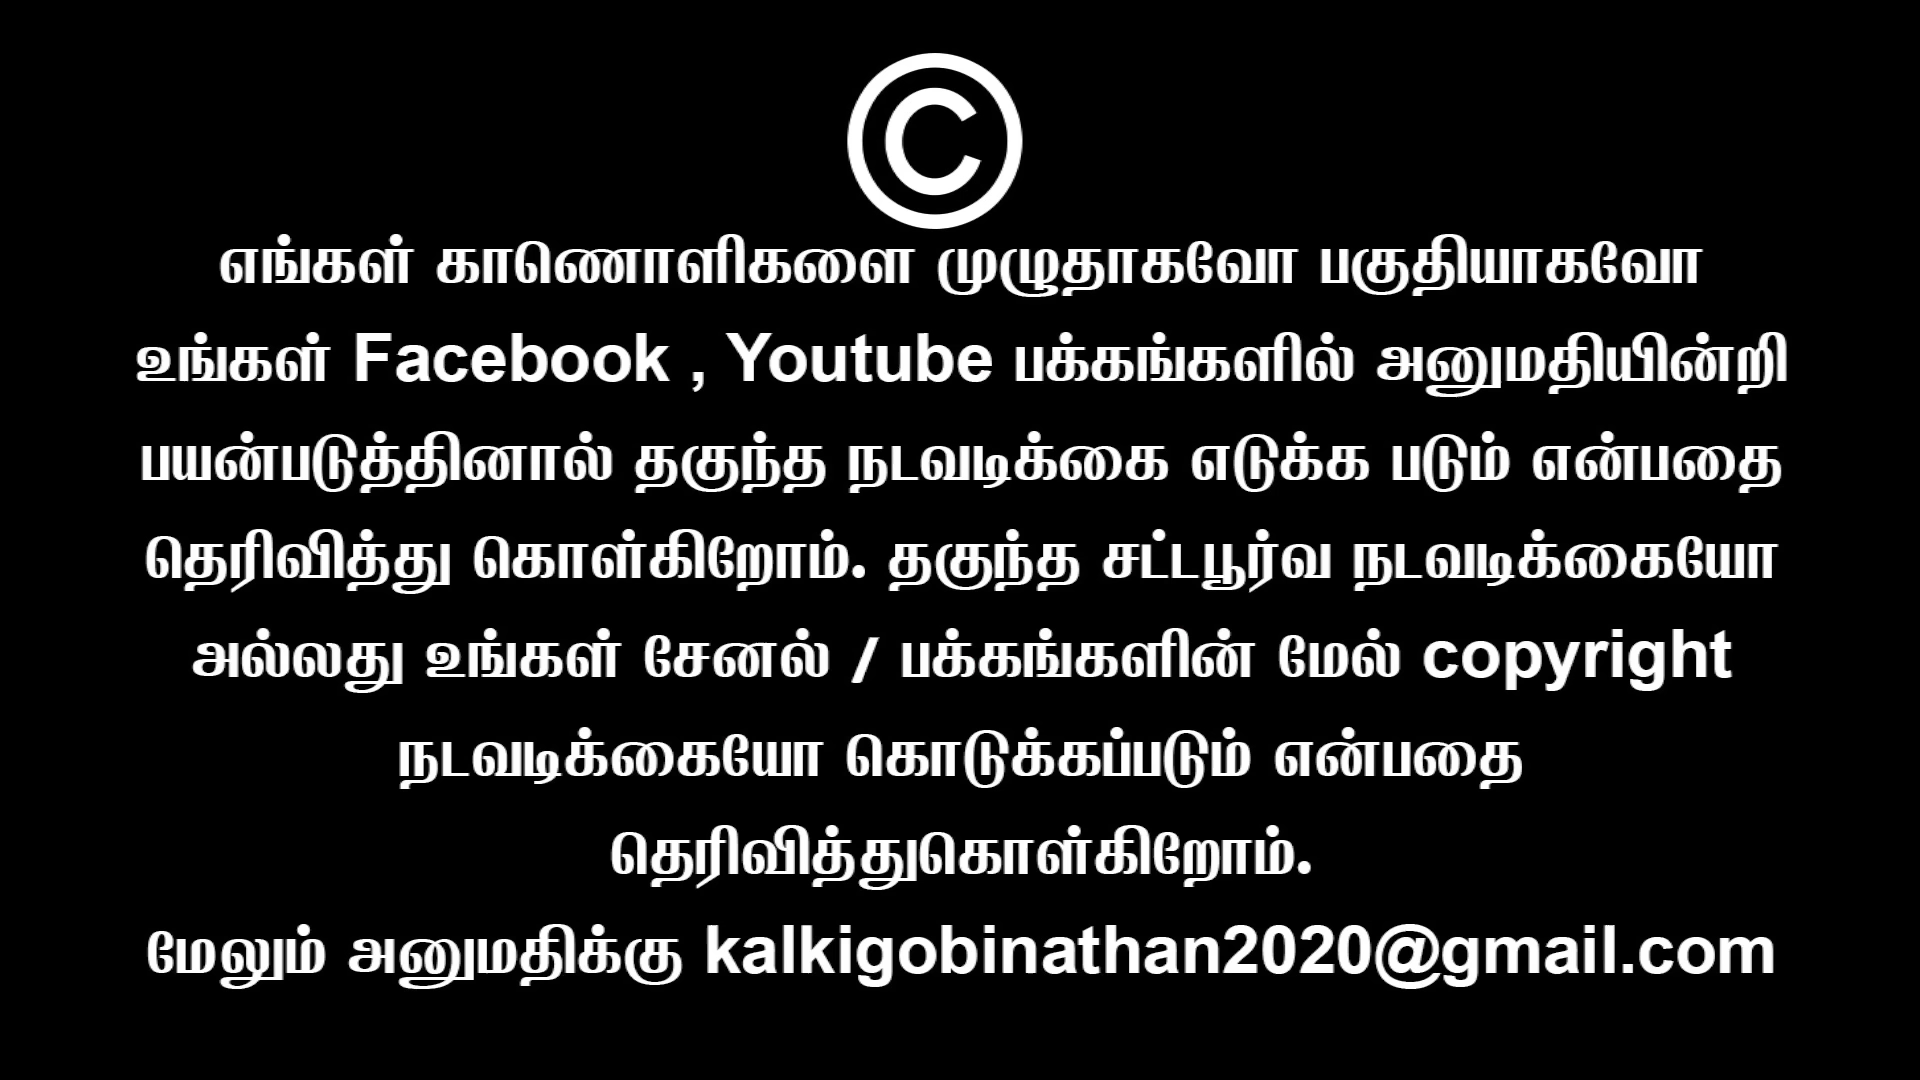 ©
எங்கள் காணொளிகளை முழுதாகவோ பகுதியாகவோ
உங்கள் Facebook , Youtube பக்கங்களில் அனுமதியின்றி
பயன்படுத்தினால் தகுந்த நடவடிக்கை எடுக்க படும் என்பதை
தெரிவித்து கொள்கிறோம். தகுந்த சட்டபூர்வ நடவடிக்கையோ
அல்லது உங்கள் சேனல் / பக்கங்களின் மேல் copyright
நடவடிக்கையோ கொடுக்கப்படும் என்பதை
தெரிவித்துகொள்கிறோம்.
மேலும் அனுமதிக்கு kalkigobinathan2020@gmail.com